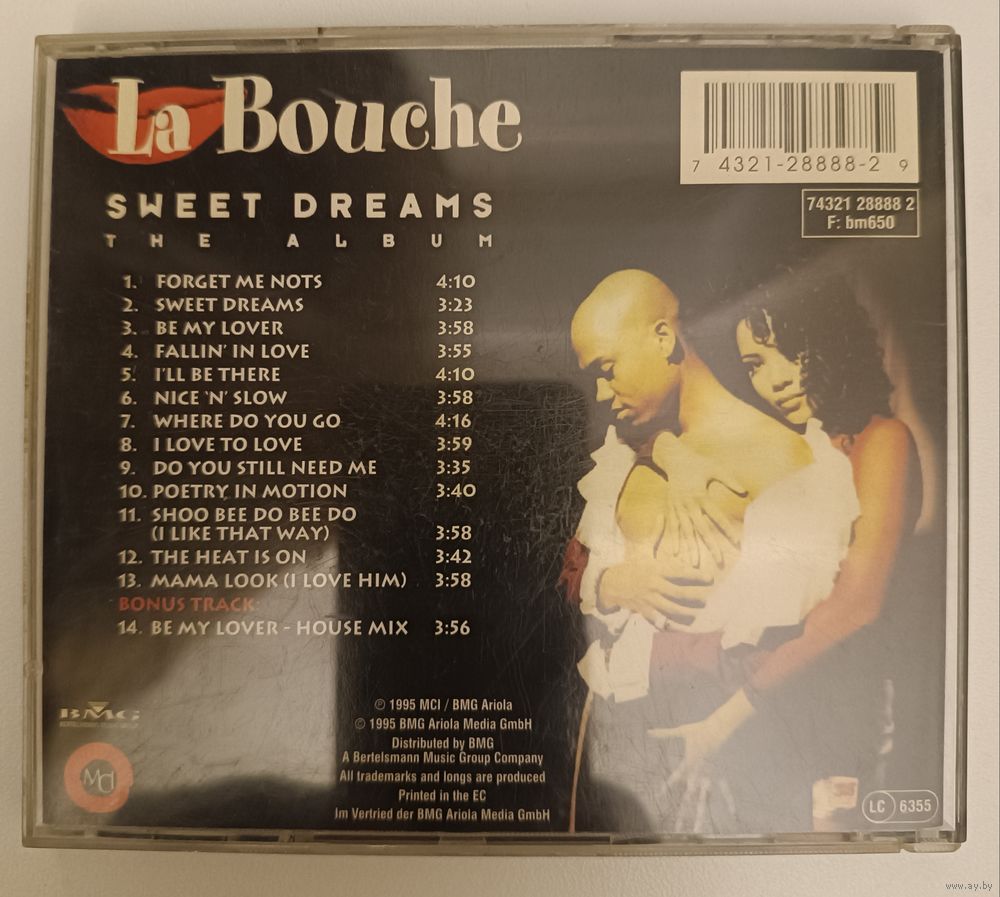 La Bouche
SWEET DREAMS
THE ALBUM
7 4321-28888-2 9
74321 28888 2
F: bm650
1. FORGET ME NOTS 4:10
2. SWEET DREAMS 3:23
3. BE MY LOVER 3:58
4. FALLIN' IN LOVE 3:55
5. I'LL BE THERE 4:10
6. NICE 'N' SLOW 3:58
7. WHERE DO YOU GO 4:16
8. I LOVE TO LOVE 3:59
9. DO YOU STILL NEED ME 3:35
10. POETRY IN MOTION 3:40
11. SHOO BEE DO BEE DO
(I LIKE THAT WAY) 3:58
12. THE HEAT IS ON 3:42
13. MAMA LOOK (I LOVE HIM) 3:58
BONUS TRACK:
14. BE MY LOVER - HOUSE MIX 3:56
BMG
MCI
℗ 1995 MCI / BMG Ariola
© 1995 BMG Ariola Media GmbH
Distributed by BMG
A Bertelsmann Music Group Company
All trademarks and longs are produced
Printed in the EC
Im Vertried der BMG Ariola Media GmbH
LC 6355
www.ay.by